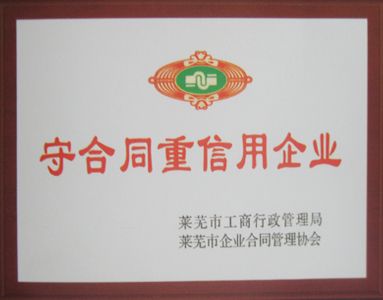 守合同重信用企业
莱芜市工商行政管理局
莱芜市企业合同管理协会